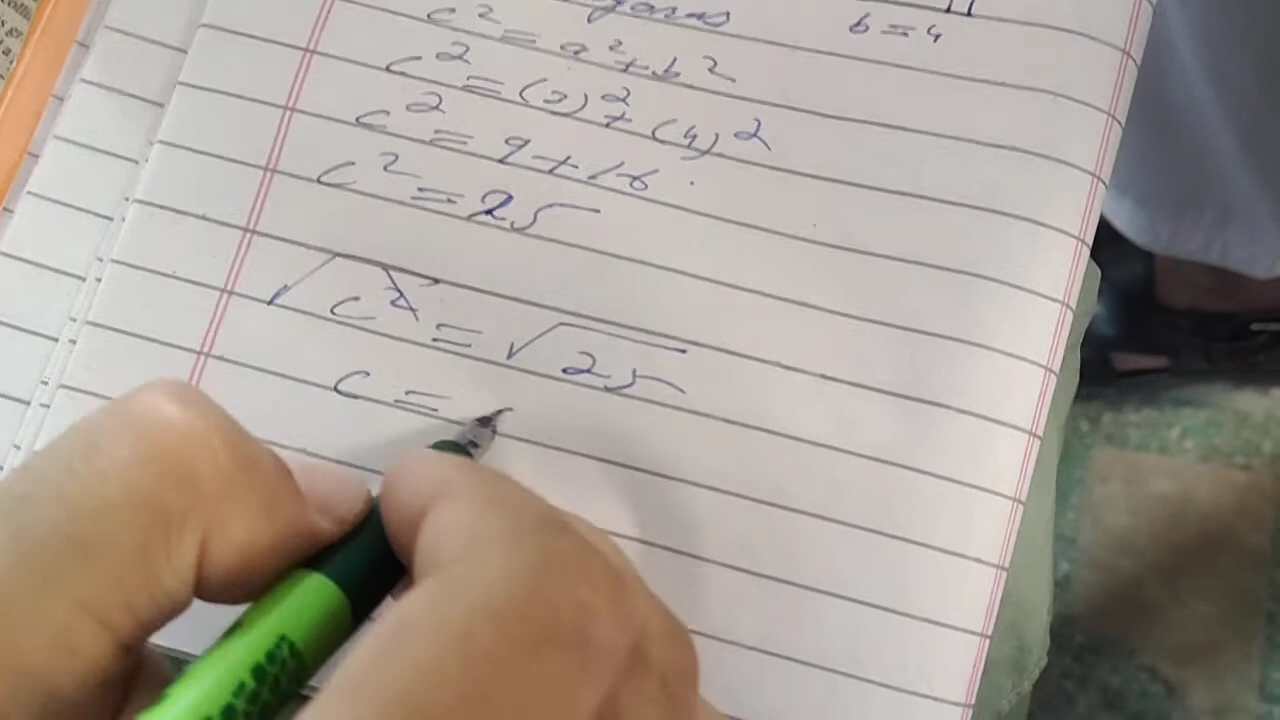 b = 4
c² = a² + b²
c² = (3)² + (4)²
c² = 9 + 16
c² = 25
√c² = √25
c =